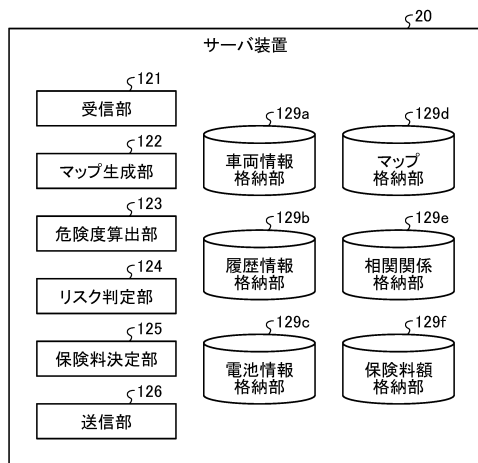 20
サーバ装置
121
受信部
122
マップ生成部
123
危険度算出部
124
リスク判定部
125
保険料決定部
126
送信部
129a
車両情報
格納部
129d
マップ
格納部
129b
履歴情報
格納部
129e
相関関係
格納部
129c
電池情報
格納部
129f
保険料額
格納部